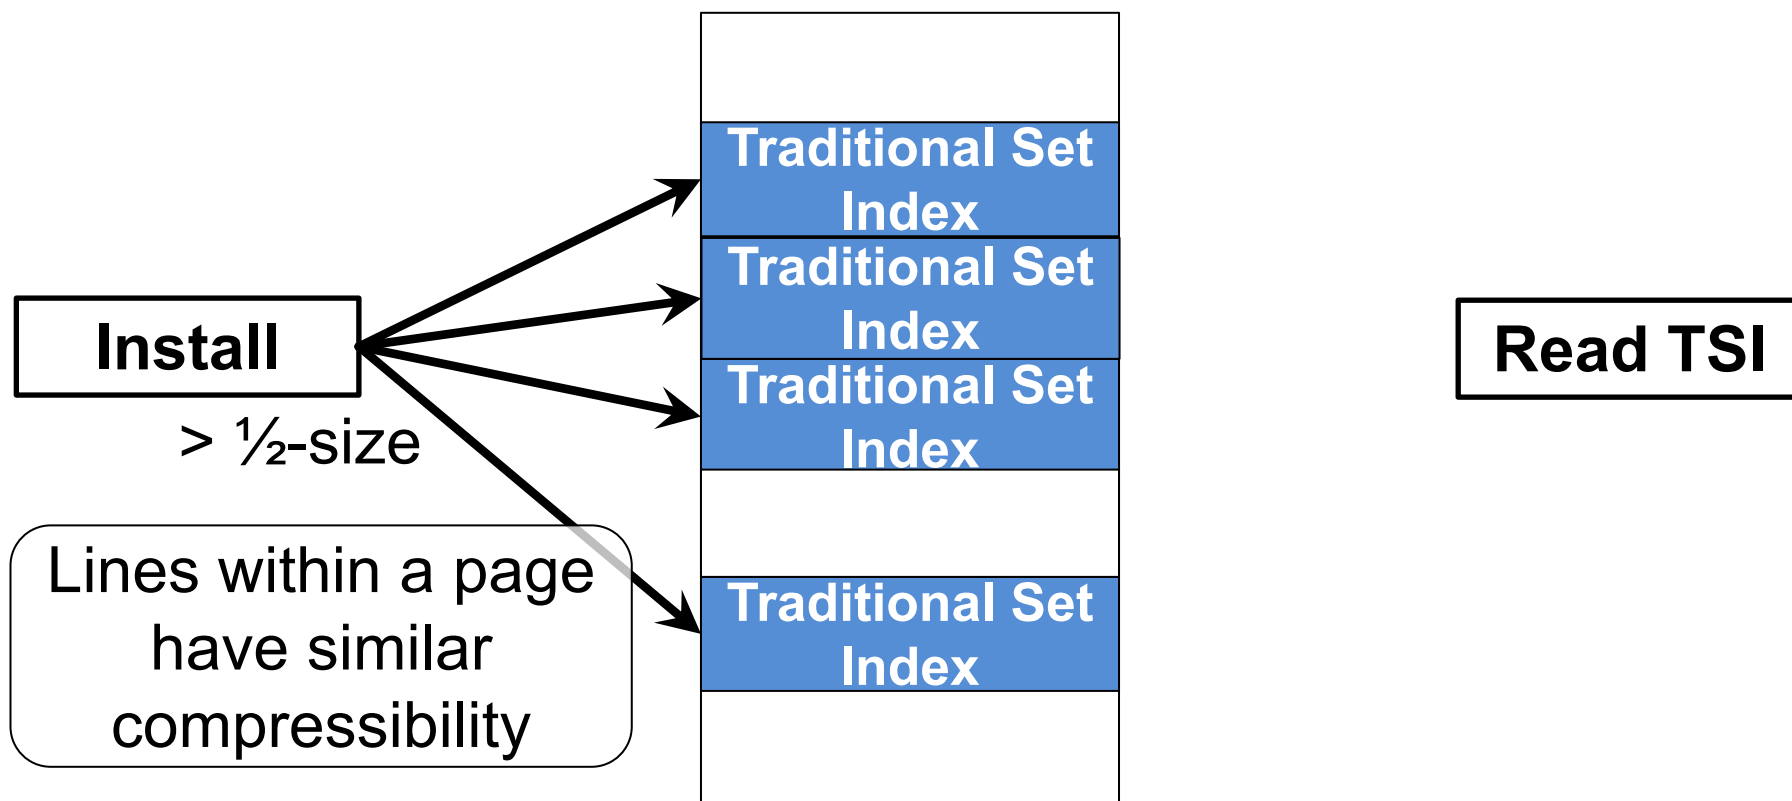 Install
> ½-size
Lines within a page
have similar
compressibility
Traditional Set
Index
Traditional Set
Index
Traditional Set
Index
Traditional Set
Index
Read TSI